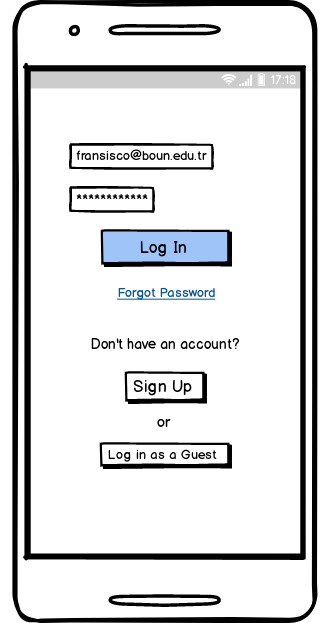 17:18
fransisco@boun.edu.tr
************
Log In
Forgot Password
Don't have an account?
Sign Up
or
Log in as a Guest